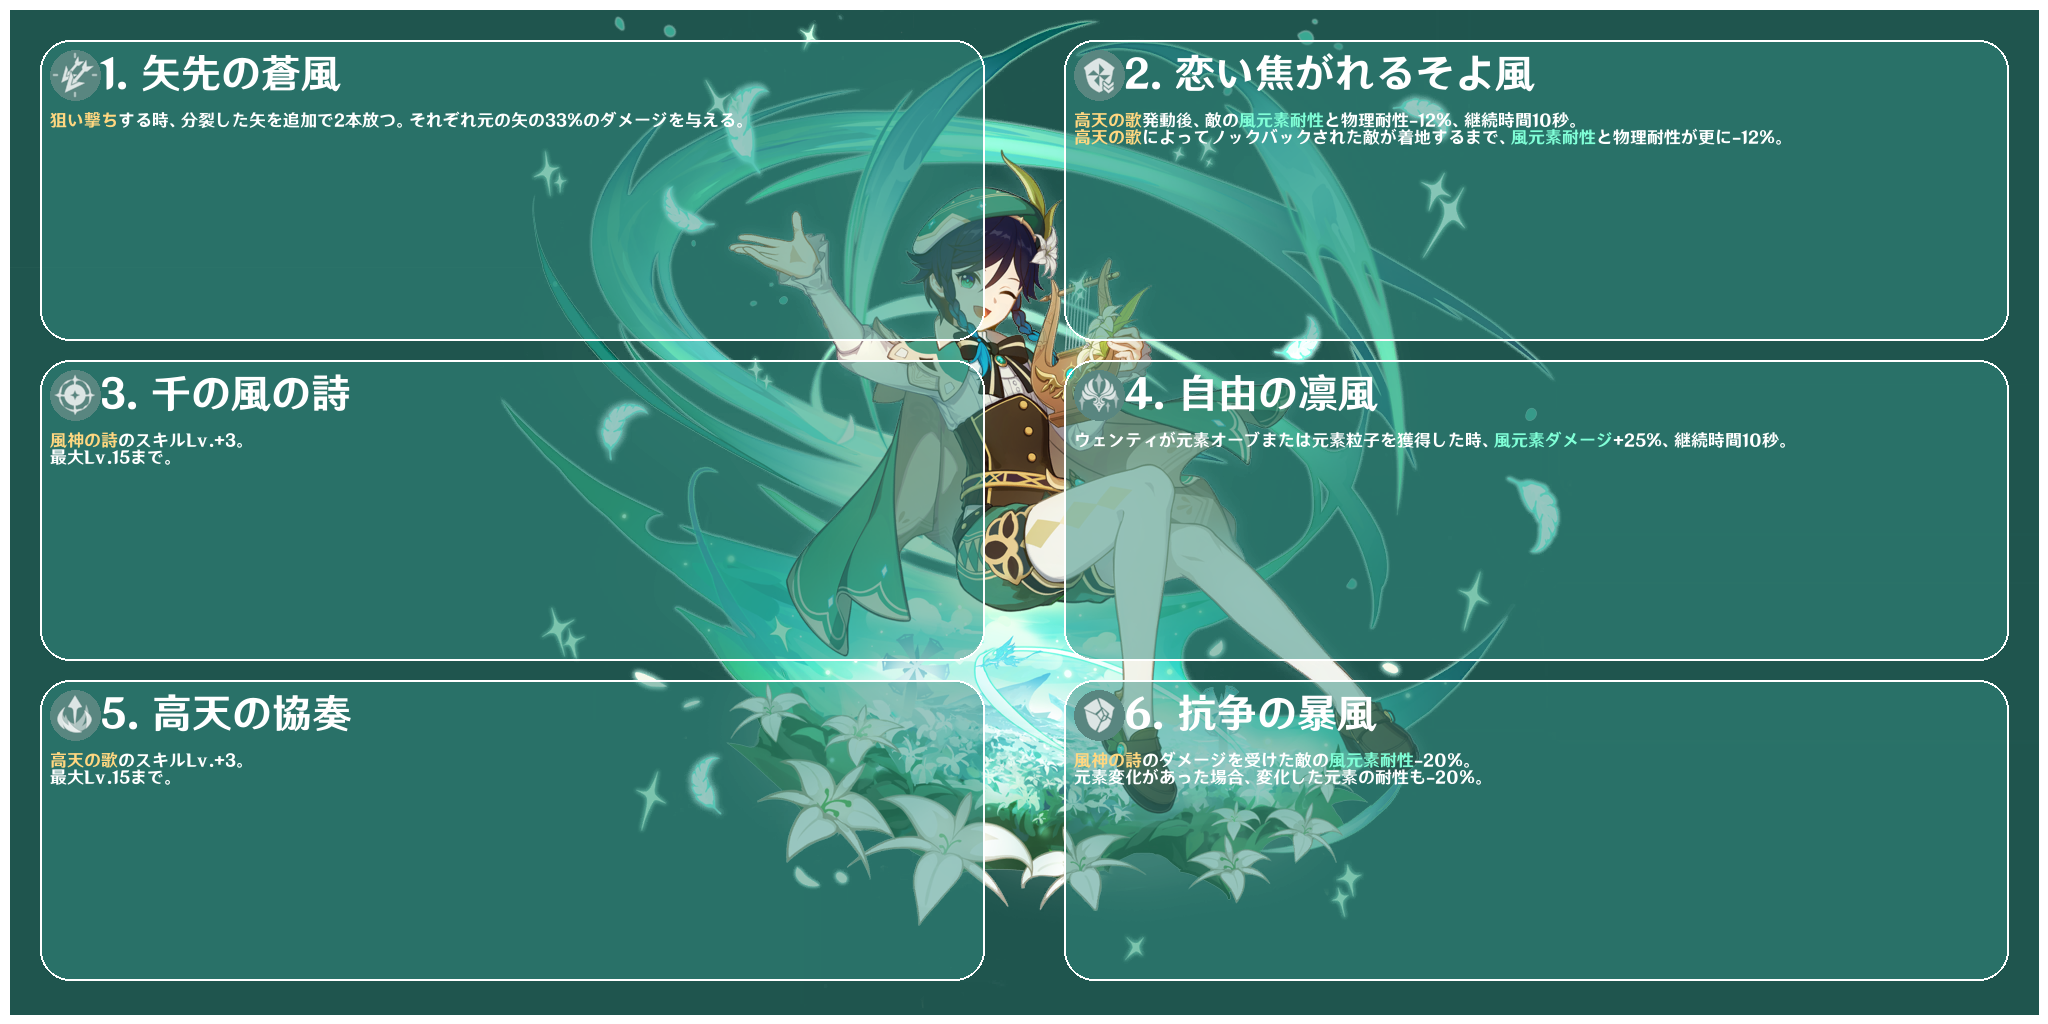 1. 矢先の蒼風
狙い撃ちする時、分裂した矢を追加で2本放つ。それぞれ元の矢の33%のダメージを与える。
2. 恋い焦がれるそよ風
高天の歌発動後、敵の風元素耐性と物理耐性-12%、継続時間10秒。
高天の歌によってノックバックされた敵が着地するまで、風元素耐性と物理耐性が更に-12%。
3. 千の風の詩
風神の詩のスキルLv.+3。
最大Lv.15まで。
4. 自由の凛風
ウェンティが元素オーブまたは元素粒子を獲得した時、風元素ダメージ+25%、継続時間10秒。
5. 高天の協奏
高天の歌のスキルLv.+3。
最大Lv.15まで。
6. 抗争の暴風
風神の詩のダメージを受けた敵の風元素耐性-20%。
元素変化があった場合、変化した元素の耐性も-20%。